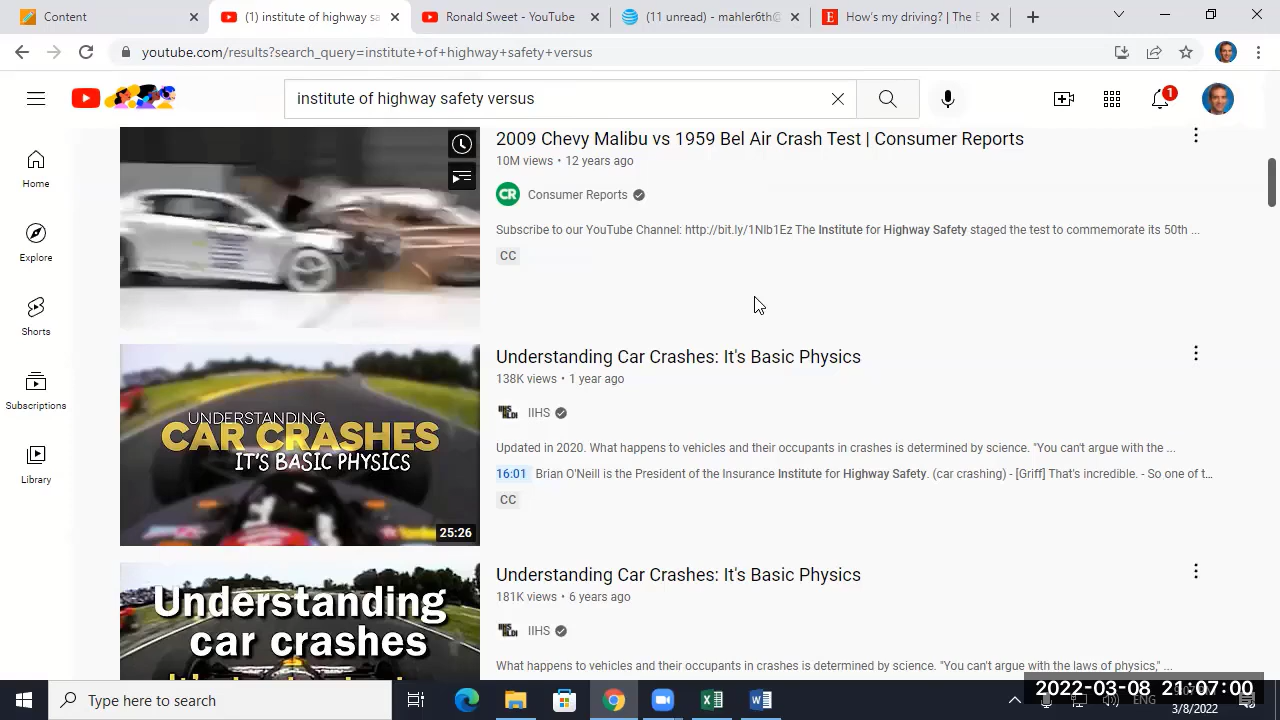 Content
(1) institute of highway sa
Ronald Sweet - YouTube
(11 unread) - mahler6th@
How's my driving? | The E
youtube.com/results?search_query=institute+of+highway+safety+versus
institute of highway safety versus
1
2009 Chevy Malibu vs 1959 Bel Air Crash Test | Consumer Reports
10M views • 12 years ago
CR Consumer Reports
Subscribe to our YouTube Channel: http://bit.ly/1Nlb1Ez The Institute for Highway Safety staged the test to commemorate its 50th ...
CC
Home
Explore
Shorts
Subscriptions
Library
UNDERSTANDING
CAR CRASHES
IT'S BASIC PHYSICS
25:26
Understanding Car Crashes: It's Basic Physics
138K views • 1 year ago
IIHS HLDI IIHS
Updated in 2020. What happens to vehicles and their occupants in crashes is determined by science. "You can't argue with the ...
16:01 Brian O'Neill is the President of the Insurance Institute for Highway Safety. (car crashing) - [Griff] That's incredible. - So one of t...
CC
Understanding
car crashes
Understanding Car Crashes: It's Basic Physics
181K views • 6 years ago
IIHS HLDI IIHS
What happens to vehicles and their occupants in crashes is determined by science. "You can't argue with the laws of physics," ...
Type here to search
ENG
2022-03-08 21:07:00
3/8/2022